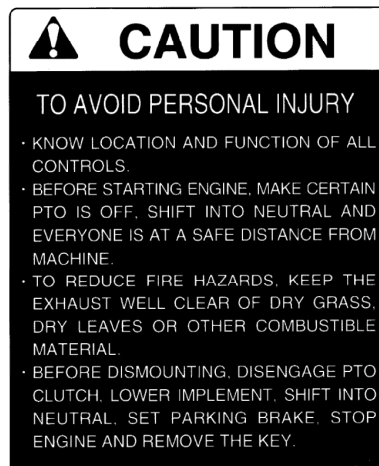 CAUTION
TO AVOID PERSONAL INJURY
· KNOW LOCATION AND FUNCTION OF ALL
CONTROLS.
· BEFORE STARTING ENGINE, MAKE CERTAIN
PTO IS OFF, SHIFT INTO NEUTRAL AND
EVERYONE IS AT A SAFE DISTANCE FROM
MACHINE.
· TO REDUCE FIRE HAZARDS, KEEP THE
EXHAUST WELL CLEAR OF DRY GRASS,
DRY LEAVES OR OTHER COMBUSTIBLE
MATERIAL.
· BEFORE DISMOUNTING, DISENGAGE PTO
CLUTCH, LOWER IMPLEMENT, SHIFT INTO
NEUTRAL, SET PARKING BRAKE, STOP
ENGINE AND REMOVE THE KEY.